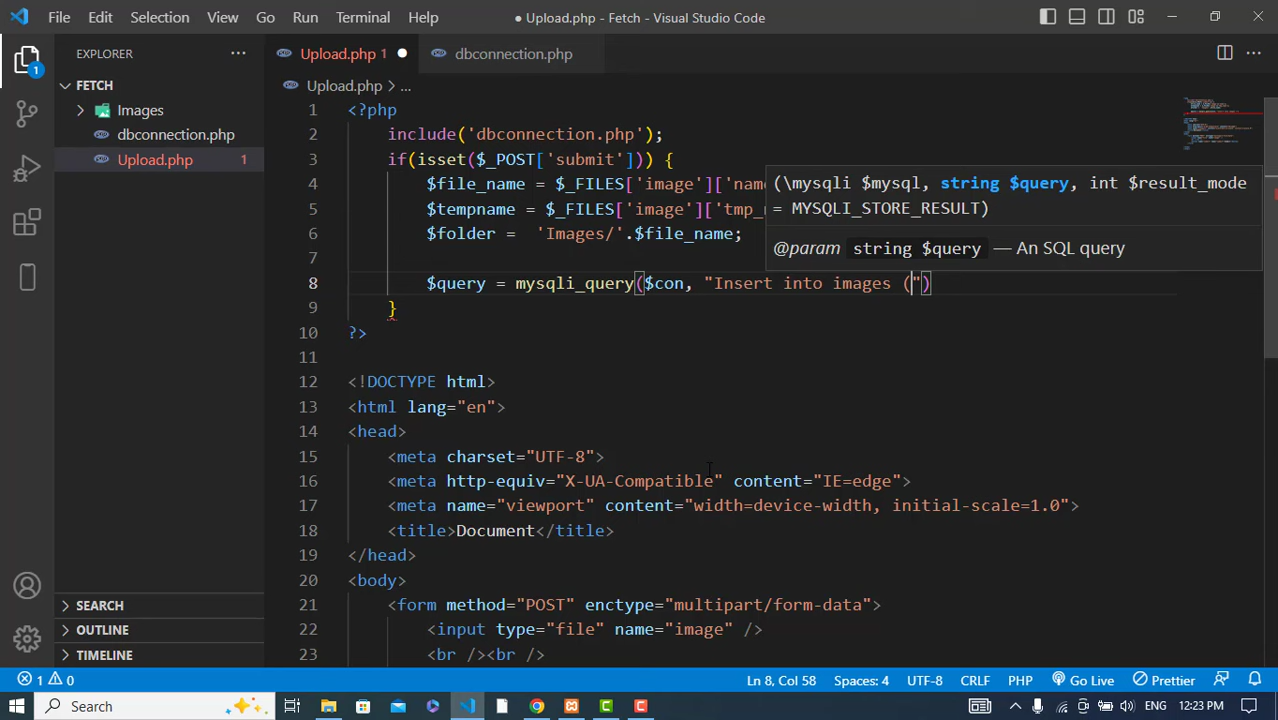 File Edit Selection View Go Run Terminal Help
● Upload.php - Fetch - Visual Studio Code
EXPLORER
1
FETCH
Images
dbconnection.php
Upload.php 1
SEARCH
OUTLINE
TIMELINE
Upload.php 1 ● dbconnection.php
Upload.php > ...
1 <?php
2 include('dbconnection.php');
3 if(isset($_POST['submit'])) {
4 $file_name = $_FILES['image']['nam
5 $tempname = $_FILES['image']['tmp_
6 $folder = 'Images/'.$file_name;
7
8 $query = mysqli_query($con, "Insert into images (")
9 }
10 ?>
11
12 <!DOCTYPE html>
13 <html lang="en">
14 <head>
15 <meta charset="UTF-8">
16 <meta http-equiv="X-UA-Compatible" content="IE=edge">
17 <meta name="viewport" content="width=device-width, initial-scale=1.0">
18 <title>Document</title>
19 </head>
20 <body>
21 <form method="POST" enctype="multipart/form-data">
22 <input type="file" name="image" />
23 <br /><br />
(\mysqli $mysql, string $query, int $result_mode
= MYSQLI_STORE_RESULT)
@param string $query — An SQL query
1 0 Ln 8, Col 58 Spaces: 4 UTF-8 CRLF PHP Go Live Prettier
Search ENG 12:23 PM